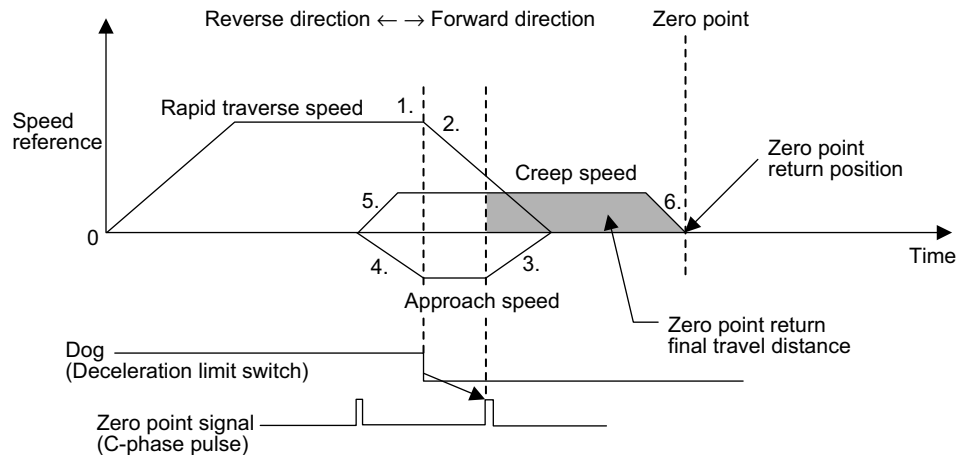 Reverse direction ← → Forward direction
Zero point
Rapid traverse speed
1.
2.
Speed
reference
Zero point
return position
Creep speed
5.
6.
0
Time
4.
3.
Approach speed
Zero point return
final travel distance
Dog
(Deceleration limit switch)
Zero point signal
(C-phase pulse)